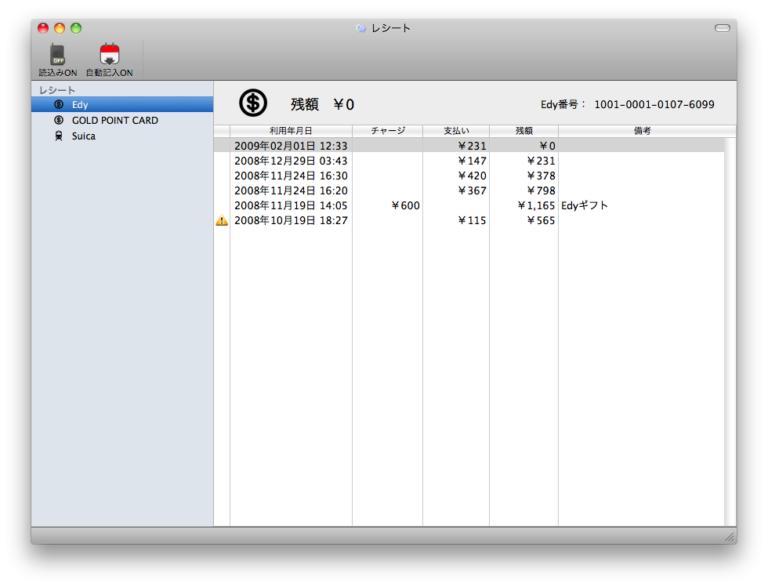 レシート
OFF
読込みON 自動記入ON
レシート
Edy
GOLD POINT CARD
Suica
残額 ￥0 Edy番号： 1001-0001-0107-6099
利用年月日 チャージ 支払い 残額 備考
2009年02月01日 12:33 ￥231 ￥0
2008年12月29日 03:43 ￥147 ￥231
2008年11月24日 16:30 ￥420 ￥378
2008年11月24日 16:20 ￥367 ￥798
2008年11月19日 14:05 ￥600 ￥1,165 Edyギフト
2008年10月19日 18:27 ￥115 ￥565